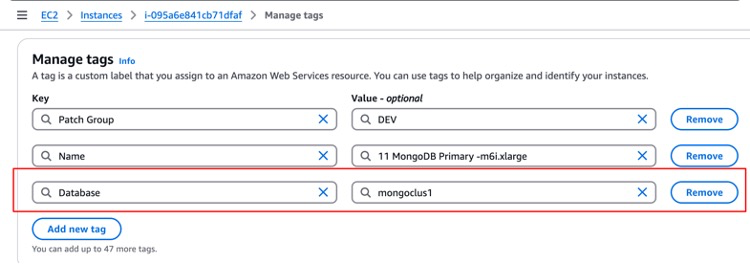 EC2 > Instances > i-095a6e841cb71dfaf > Manage tags
Manage tags Info
A tag is a custom label that you assign to an Amazon Web Services resource. You can use tags to help organize and identify your instances.
Key Value - optional
Patch Group DEV Remove
Name 11 MongoDB Primary -m6i.xlarge Remove
Database mongoclus1 Remove
Add new tag
You can add up to 47 more tags.